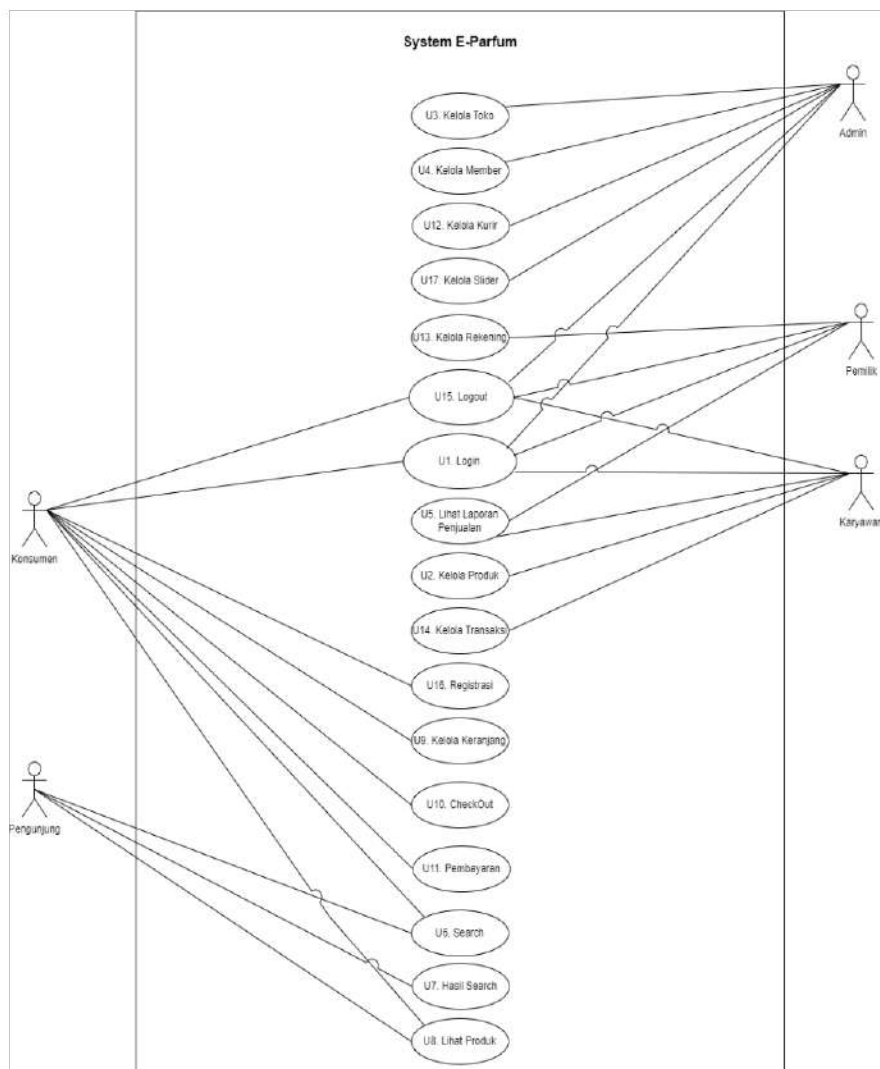 System E-Parfum
U3. Kelola Toko
Admin
U4. Kelola Member
U12. Kelola Kurir
U17. Kelola Slider
U13. Kelola Rekening
Pemilik
U15. Logout
U1. Login
Konsumen
U5. Lihat Laporan
Penjualan
Karyawan
U2. Kelola Produk
U14. Kelola Transaksi
U16. Registrasi
U9. Kelola Keranjang
U10. CheckOut
Pengunjung
U11. Pembayaran
U6. Search
U7. Hasil Search
U8. Lihat Produk